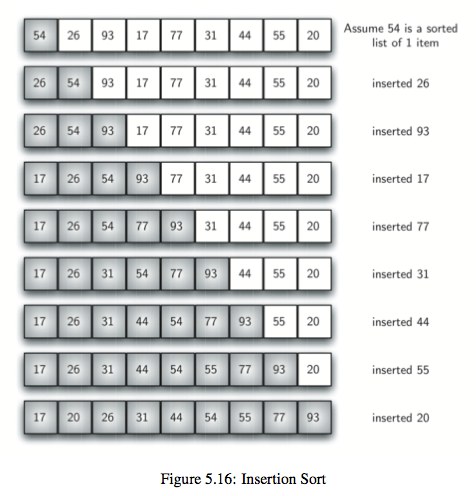 54 26 93 17 77 31 44 55 20 Assume 54 is a sorted
list of 1 item
26 54 93 17 77 31 44 55 20 inserted 26
26 54 93 17 77 31 44 55 20 inserted 93
17 26 54 93 77 31 44 55 20 inserted 17
17 26 54 77 93 31 44 55 20 inserted 77
17 26 31 54 77 93 44 55 20 inserted 31
17 26 31 44 54 77 93 55 20 inserted 44
17 26 31 44 54 55 77 93 20 inserted 55
17 20 26 31 44 54 55 77 93 inserted 20
Figure 5.16: Insertion Sort